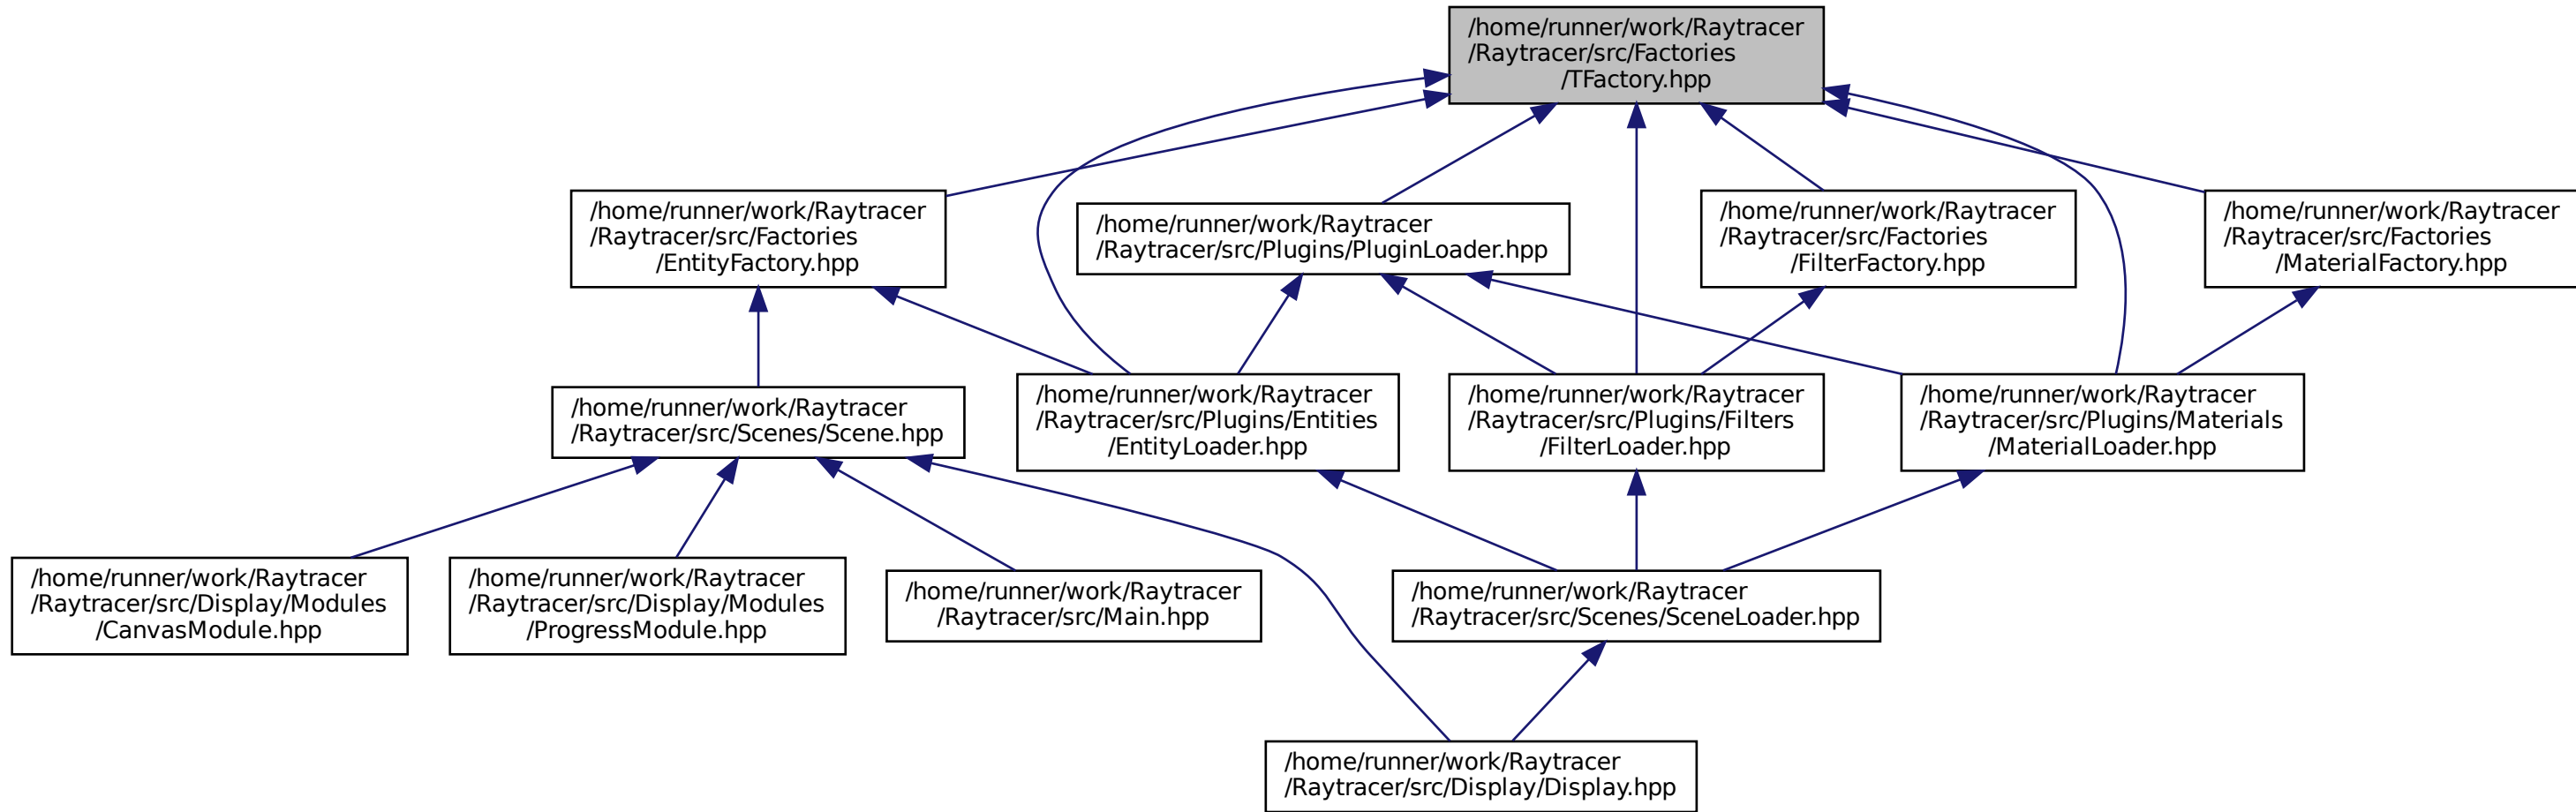 /home/runner/work/Raytracer
/Raytracer/src/Factories
/TFactory.hpp
/home/runner/work/Raytracer
/Raytracer/src/Factories
/EntityFactory.hpp
/home/runner/work/Raytracer
/Raytracer/src/Plugins/PluginLoader.hpp
/home/runner/work/Raytracer
/Raytracer/src/Factories
/FilterFactory.hpp
/home/runner/work/Raytracer
/Raytracer/src/Factories
/MaterialFactory.hpp
/home/runner/work/Raytracer
/Raytracer/src/Scenes/Scene.hpp
/home/runner/work/Raytracer
/Raytracer/src/Plugins/Entities
/EntityLoader.hpp
/home/runner/work/Raytracer
/Raytracer/src/Plugins/Filters
/FilterLoader.hpp
/home/runner/work/Raytracer
/Raytracer/src/Plugins/Materials
/MaterialLoader.hpp
/home/runner/work/Raytracer
/Raytracer/src/Display/Modules
/CanvasModule.hpp
/home/runner/work/Raytracer
/Raytracer/src/Display/Modules
/ProgressModule.hpp
/home/runner/work/Raytracer
/Raytracer/src/Main.hpp
/home/runner/work/Raytracer
/Raytracer/src/Scenes/SceneLoader.hpp
/home/runner/work/Raytracer
/Raytracer/src/Display/Display.hpp